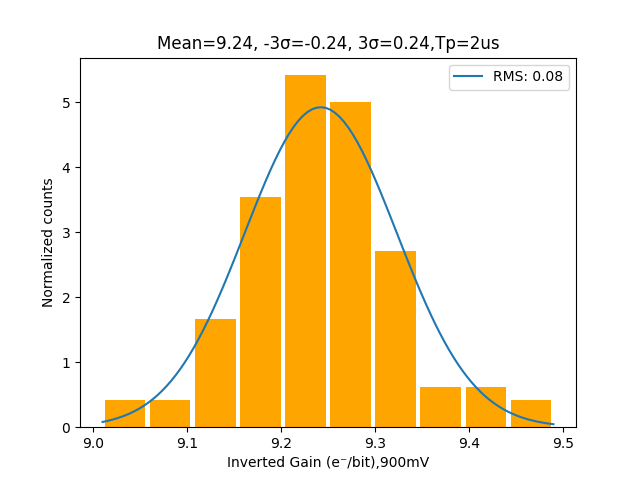 Mean=9.24, -3σ=-0.24, 3σ=0.24,Tp=2us
RMS: 0.08
Normalized counts
5
4
3
2
1
0
9.0 9.1 9.2 9.3 9.4 9.5
Inverted Gain (e⁻/bit),900mV